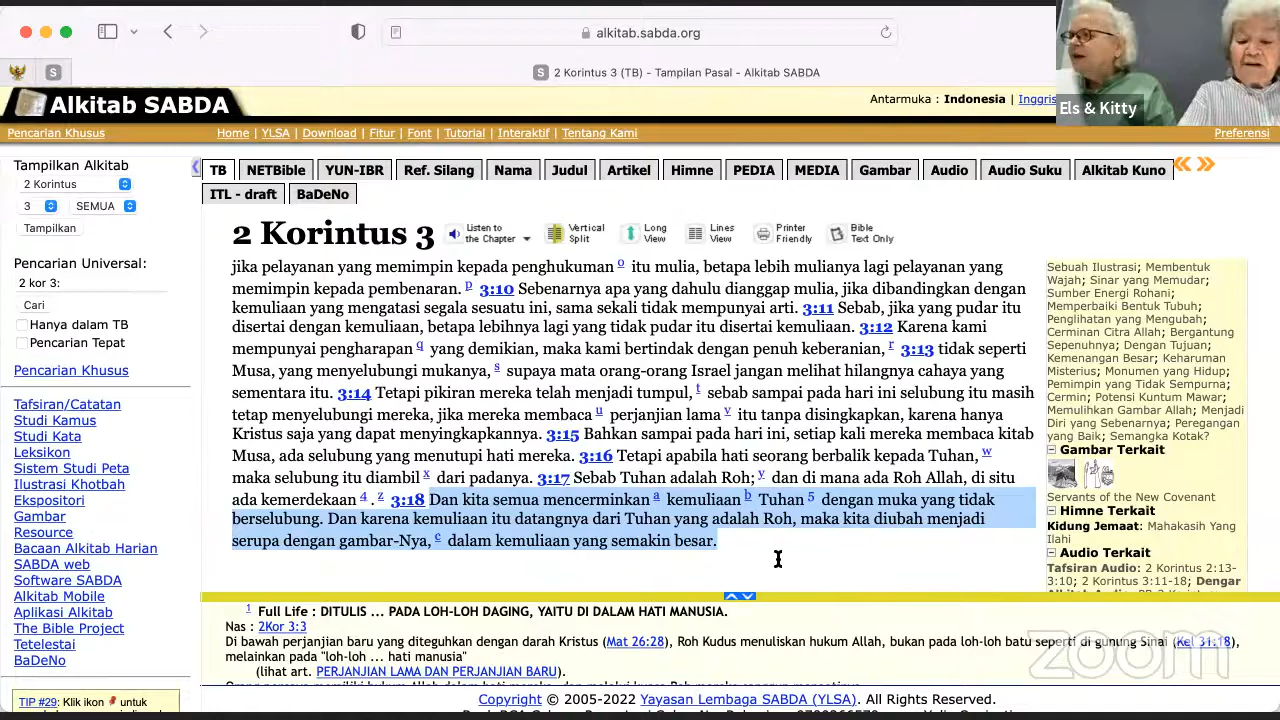 alkitab.sabda.org
S
S 2 Korintus 3 (TB) - Tampilan Pasal - Alkitab SABDA
Els & Kitty
Alkitab SABDA
Antarmuka : Indonesia | Inggris
Pencarian Khusus
Home | YLSA | Download | Fitur | Font | Tutorial | Interaktif | Tentang Kami
Preferensi
Tampilkan Alkitab
2 Korintus
3 SEMUA
Tampilkan
Pencarian Universal:
2 kor 3:
Cari
Hanya dalam TB
Pencarian Tepat
Pencarian Khusus
Tafsiran/Catatan
Studi Kamus
Studi Kata
Leksikon
Sistem Studi Peta
Ilustrasi Khotbah
Ekspositori
Gambar
Resource
Bacaan Alkitab Harian
SABDA web
Software SABDA
Alkitab Mobile
Aplikasi Alkitab
The Bible Project
Tetelestai
BaDeNo
TIP #29: Klik ikon untuk
TB NETBible YUN-IBR Ref. Silang Nama Judul Artikel Himne PEDIA MEDIA Gambar Audio Audio Suku Alkitab Kuno
ITL - draft BaDeNo
2 Korintus 3
Listen to the Chapter
Vertical Split
Long View
Lines View
Printer Friendly
Bible Text Only
jika pelayanan yang memimpin kepada penghukuman o itu mulia, betapa lebih mulianya lagi pelayanan yang
memimpin kepada pembenaran. p 3:10 Sebenarnya apa yang dahulu dianggap mulia, jika dibandingkan dengan
kemuliaan yang mengatasi segala sesuatu ini, sama sekali tidak mempunyai arti. 3:11 Sebab, jika yang pudar itu
disertai dengan kemuliaan, betapa lebihnya lagi yang tidak pudar itu disertai kemuliaan. 3:12 Karena kami
mempunyai pengharapan q yang demikian, maka kami bertindak dengan penuh keberanian, r 3:13 tidak seperti
Musa, yang menyelubungi mukanya, s supaya mata orang-orang Israel jangan melihat hilangnya cahaya yang
sementara itu. 3:14 Tetapi pikiran mereka telah menjadi tumpul, t sebab sampai pada hari ini selubung itu masih
tetap menyelubungi mereka, jika mereka membaca u perjanjian lama v itu tanpa disingkapkan, karena hanya
Kristus saja yang dapat menyingkapkannya. 3:15 Bahkan sampai pada hari ini, setiap kali mereka membaca kitab
Musa, ada selubung yang menutupi hati mereka. 3:16 Tetapi apabila hati seorang berbalik kepada Tuhan, w
maka selubung itu diambil x dari padanya. 3:17 Sebab Tuhan adalah Roh; y dan di mana ada Roh Allah, di situ
ada kemerdekaan 4 . z 3:18 Dan kita semua mencerminkan a kemuliaan b Tuhan 5 dengan muka yang tidak
berselubung. Dan karena kemuliaan itu datangnya dari Tuhan yang adalah Roh, maka kita diubah menjadi
serupa dengan gambar-Nya, c dalam kemuliaan yang semakin besar.
Sebuah Ilustrasi; Membentuk
Wajah; Sinar yang Memudar;
Sumber Energi Rohani;
Memperbaiki Bentuk Tubuh;
Penglihatan yang Mengubah;
Cerminan Citra Allah; Bergantung
Sepenuhnya; Dengan Tujuan;
Kemenangan Besar; Keharuman
Misterius; Monumen yang Hidup;
Pemimpin yang Tidak Sempurna;
Cermin; Potensi Kuntum Mawar;
Memulihkan Gambar Allah; Menjadi
Diri yang Sebenarnya; Peregangan
yang Baik; Semangka Kotak?
Gambar Terkait
Servants of the New Covenant
Himne Terkait
Kidung Jemaat: Mahakasih Yang
Ilahi
Audio Terkait
Tafsiran Audio: 2 Korintus 2:13-
3:10; 2 Korintus 3:11-18; Dengar
1 Full Life : DITULIS ... PADA LOH-LOH DAGING, YAITU DI DALAM HATI MANUSIA.
Nas : 2Kor 3:3
Di bawah perjanjian baru yang diteguhkan dengan darah Kristus (Mat 26:28), Roh Kudus menuliskan hukum Allah, bukan pada loh-loh batu seperti di gunung Sinai (Kel 31:18),
melainkan pada "loh-loh ... hati manusia"
(lihat art. PERJANJIAN LAMA DAN PERJANJIAN BARU).
zoom
Copyright © 2005-2022 Yayasan Lembaga SABDA (YLSA). All Rights Reserved.